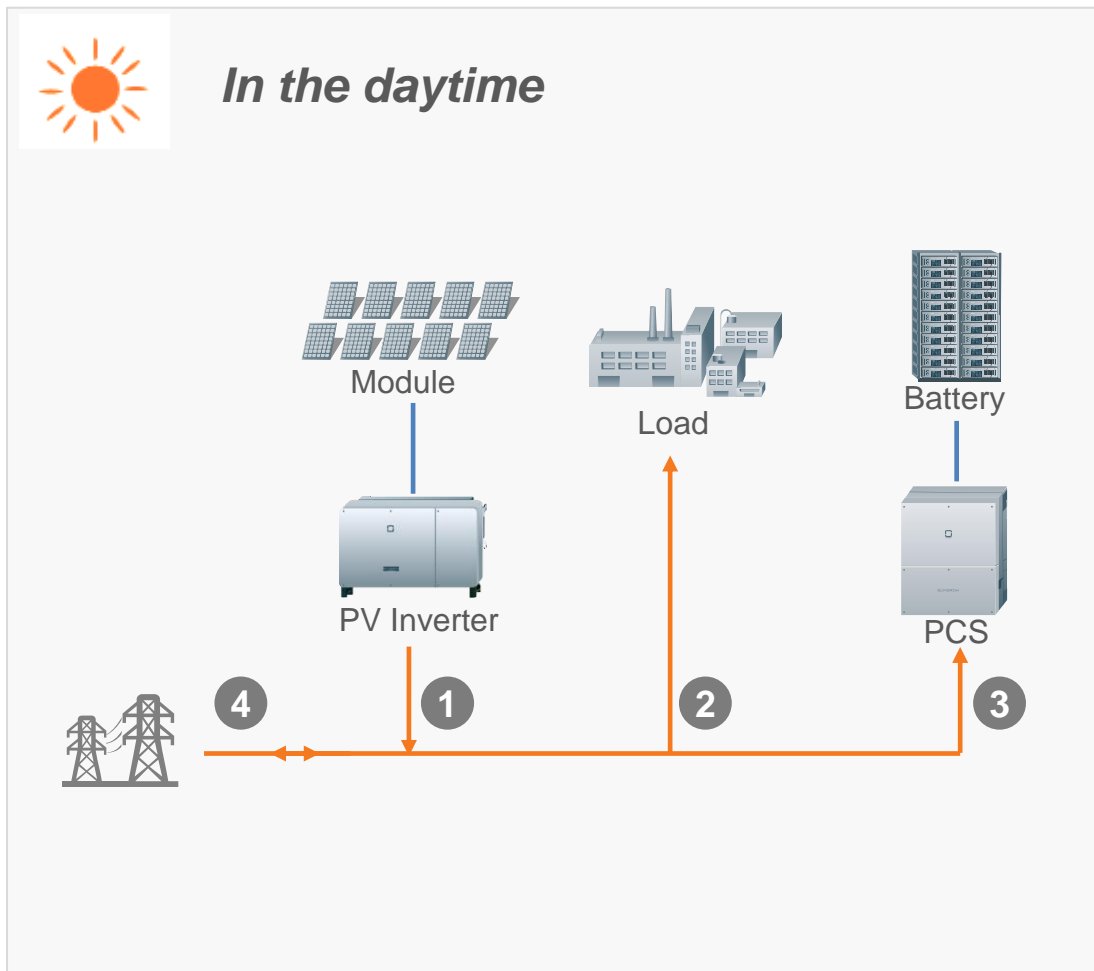 In the daytime
Module
Load
Battery
PV Inverter
PCS
4
1
2
3